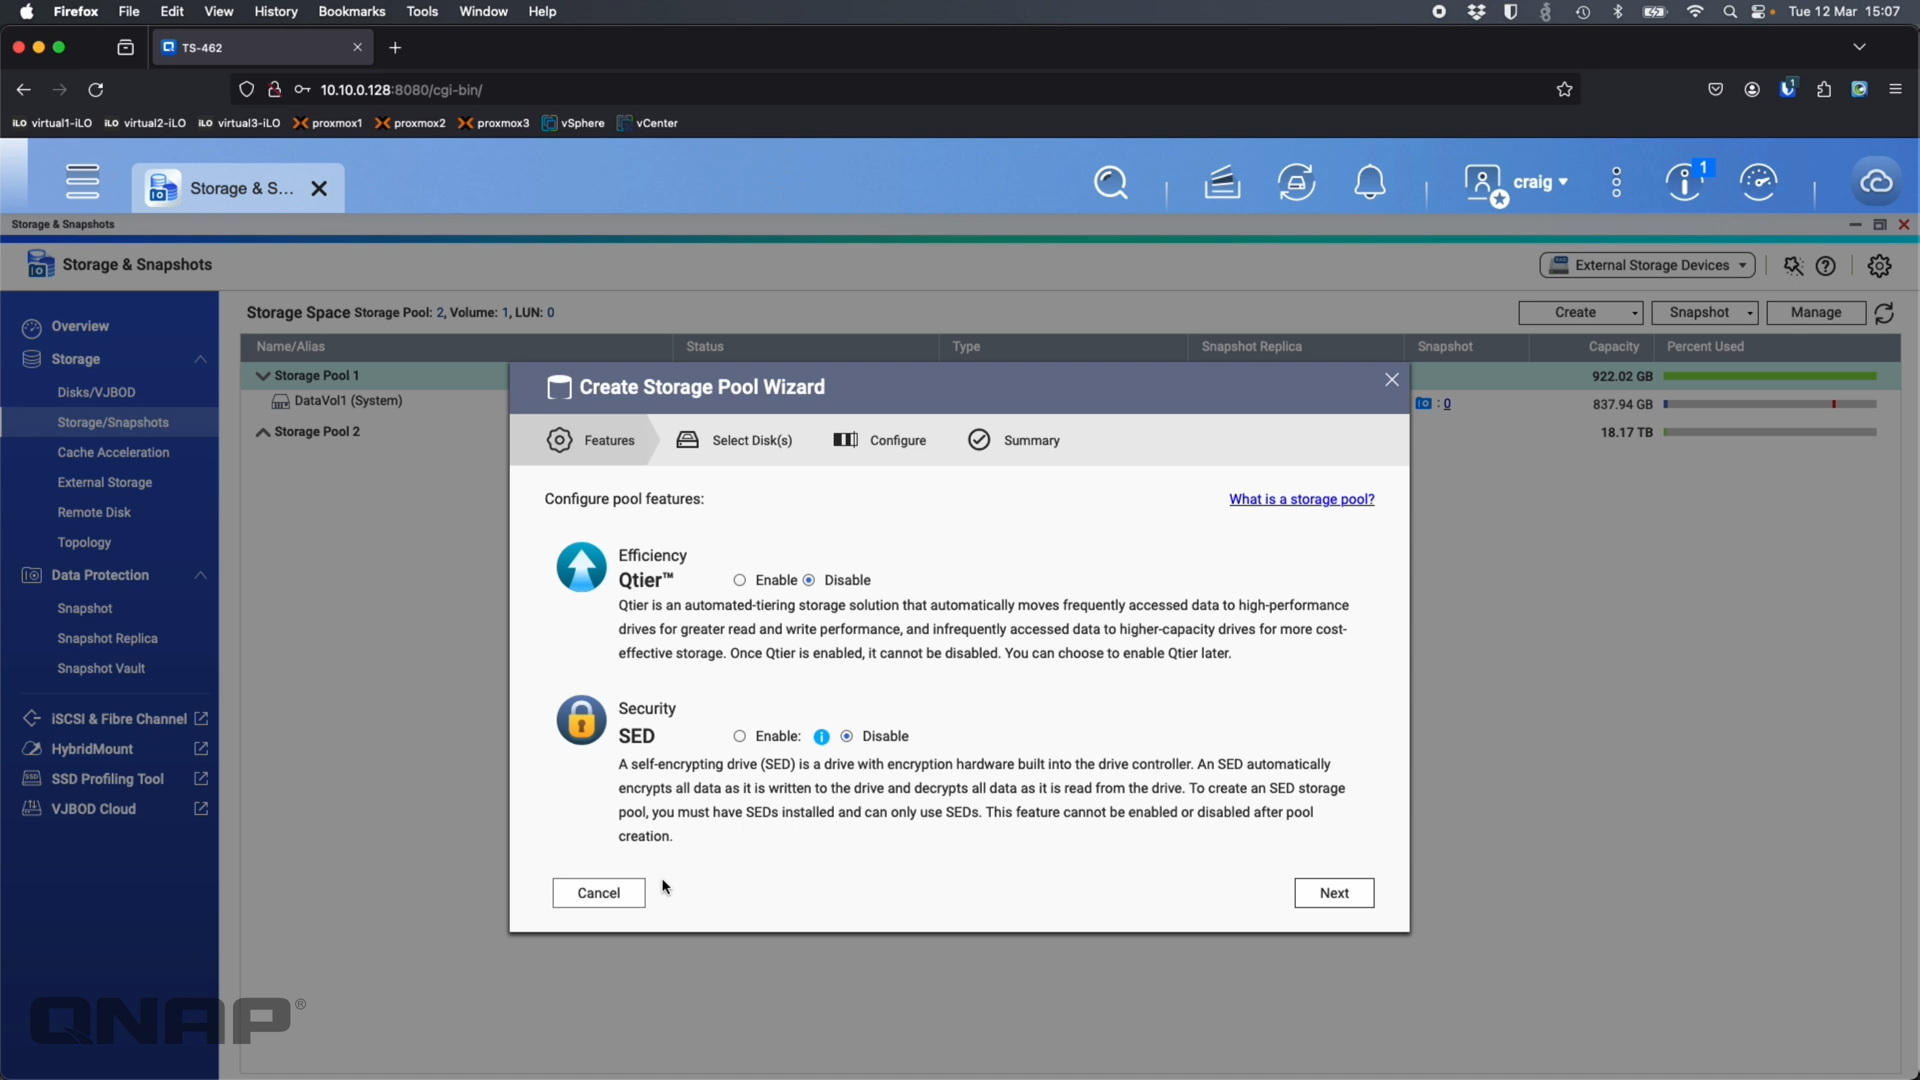 Firefox File Edit View History Bookmarks Tools Window Help Tue 12 Mar 15:07
TS-462
10.10.0.128:8080/cgi-bin/
1
iLO virtual1-iLO iLO virtual2-iLO iLO virtual3-iLO proxmox1 proxmox2 proxmox3 vSphere vCenter
Storage & S...
craig
1
Storage & Snapshots
Storage & Snapshots
External Storage Devices
Overview
Storage
Disks/VJBOD
Storage/Snapshots
Cache Acceleration
External Storage
Remote Disk
Topology
Data Protection
Snapshot
Snapshot Replica
Snapshot Vault
iSCSI & Fibre Channel
HybridMount
SSD Profiling Tool
VJBOD Cloud
Storage Space Storage Pool: 2, Volume: 1, LUN: 0
Create Snapshot Manage
Name/Alias Status Type Snapshot Replica Snapshot Capacity Percent Used
Storage Pool 1 922.02 GB
DataVol1 (System) : 0 837.94 GB
Storage Pool 2 18.17 TB
Create Storage Pool Wizard
Features Select Disk(s) Configure Summary
Configure pool features: What is a storage pool?
Efficiency
Qtier™ Enable Disable
Qtier is an automated-tiering storage solution that automatically moves frequently accessed data to high-performance
drives for greater read and write performance, and infrequently accessed data to higher-capacity drives for more cost-
effective storage. Once Qtier is enabled, it cannot be disabled. You can choose to enable Qtier later.
Security
SED Enable: Disable
A self-encrypting drive (SED) is a drive with encryption hardware built into the drive controller. An SED automatically
encrypts all data as it is written to the drive and decrypts all data as it is read from the drive. To create an SED storage
pool, you must have SEDs installed and can only use SEDs. This feature cannot be enabled or disabled after pool
creation.
Cancel Next
QNAP®